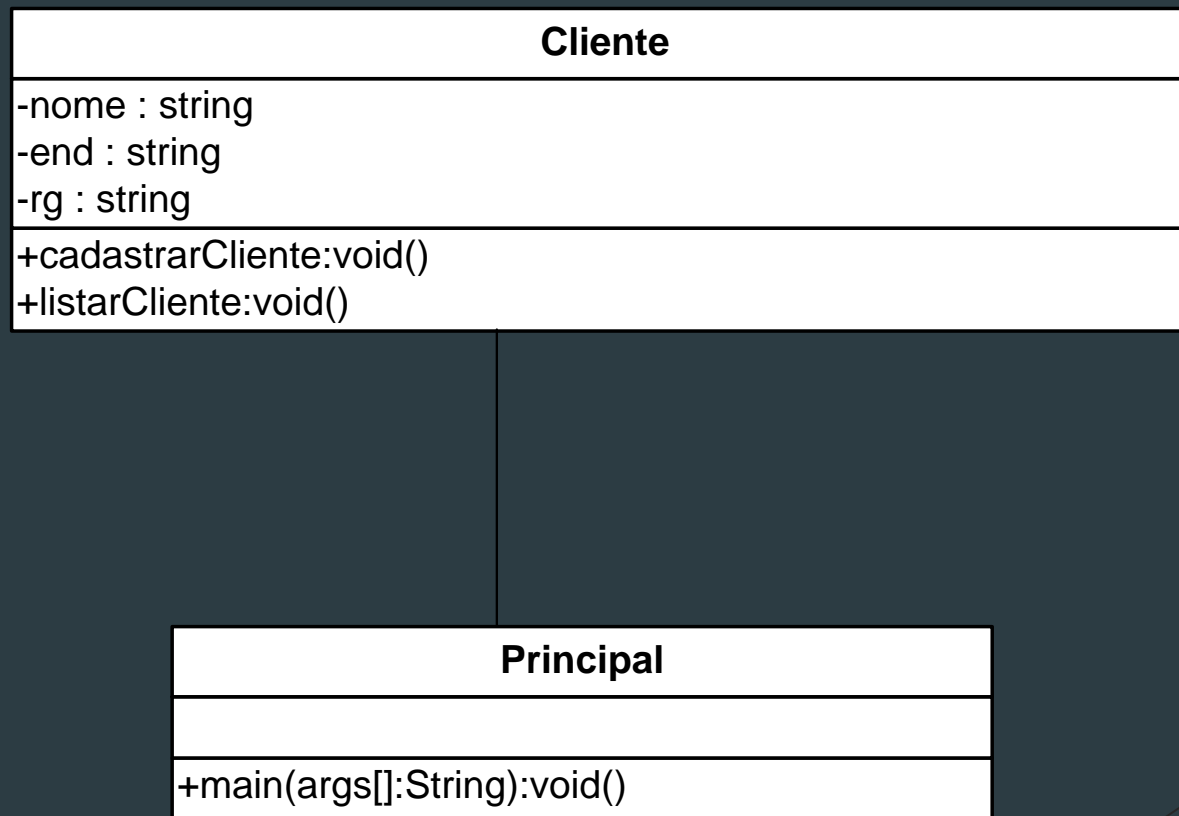 Cliente
-nome : string
-end : string
-rg : string
+cadastrarCliente:void()
+listarCliente:void()
Principal
+main(args[]:String):void()